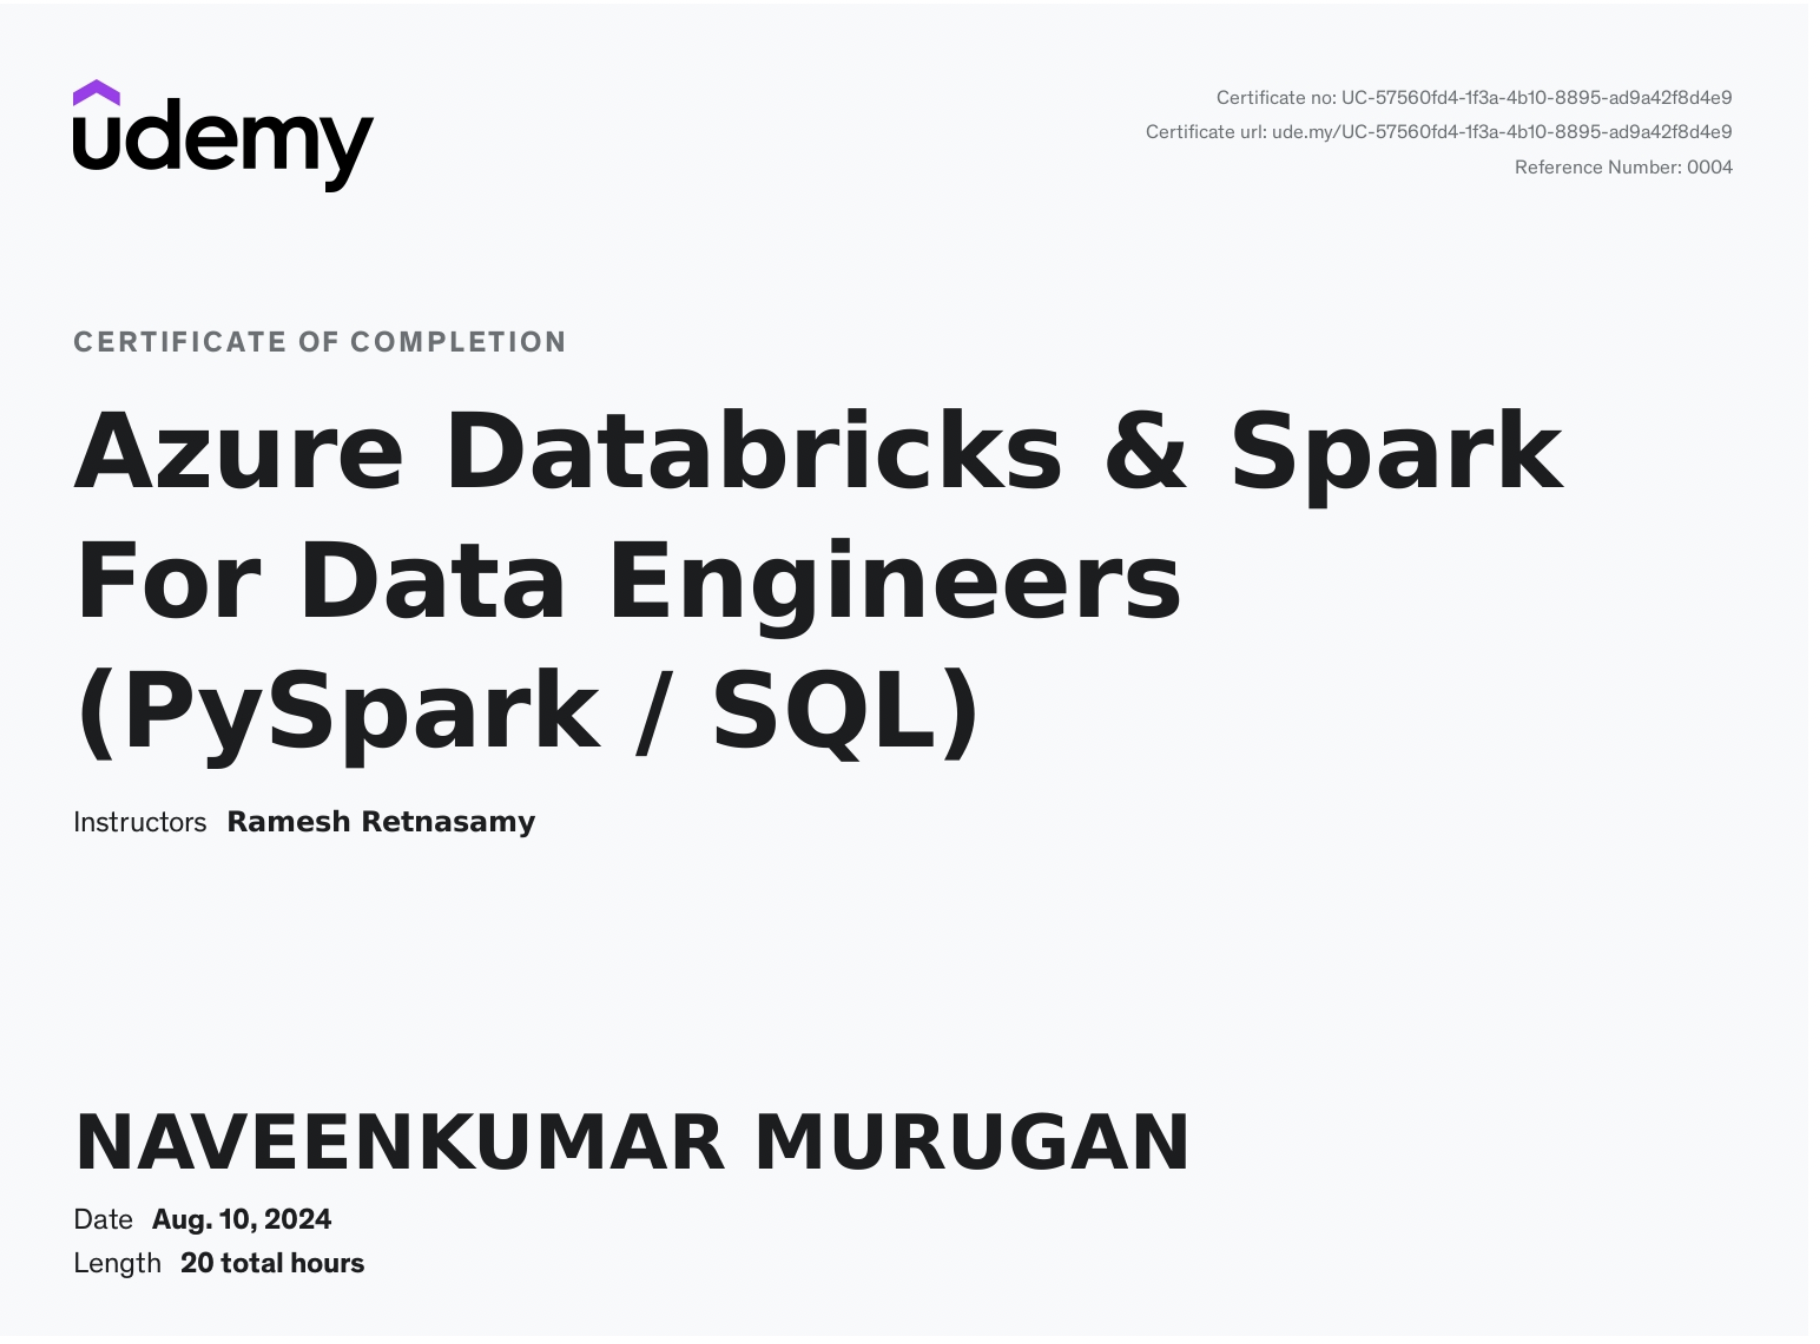 udemy
Certificate no: UC-57560fd4-1f3a-4b10-8895-ad9a42f8d4e9
Certificate url: ude.my/UC-57560fd4-1f3a-4b10-8895-ad9a42f8d4e9
Reference Number: 0004
CERTIFICATE OF COMPLETION
Azure Databricks & Spark
For Data Engineers
(PySpark / SQL)
Instructors Ramesh Retnasamy
NAVEENKUMAR MURUGAN
Date Aug. 10, 2024
Length 20 total hours